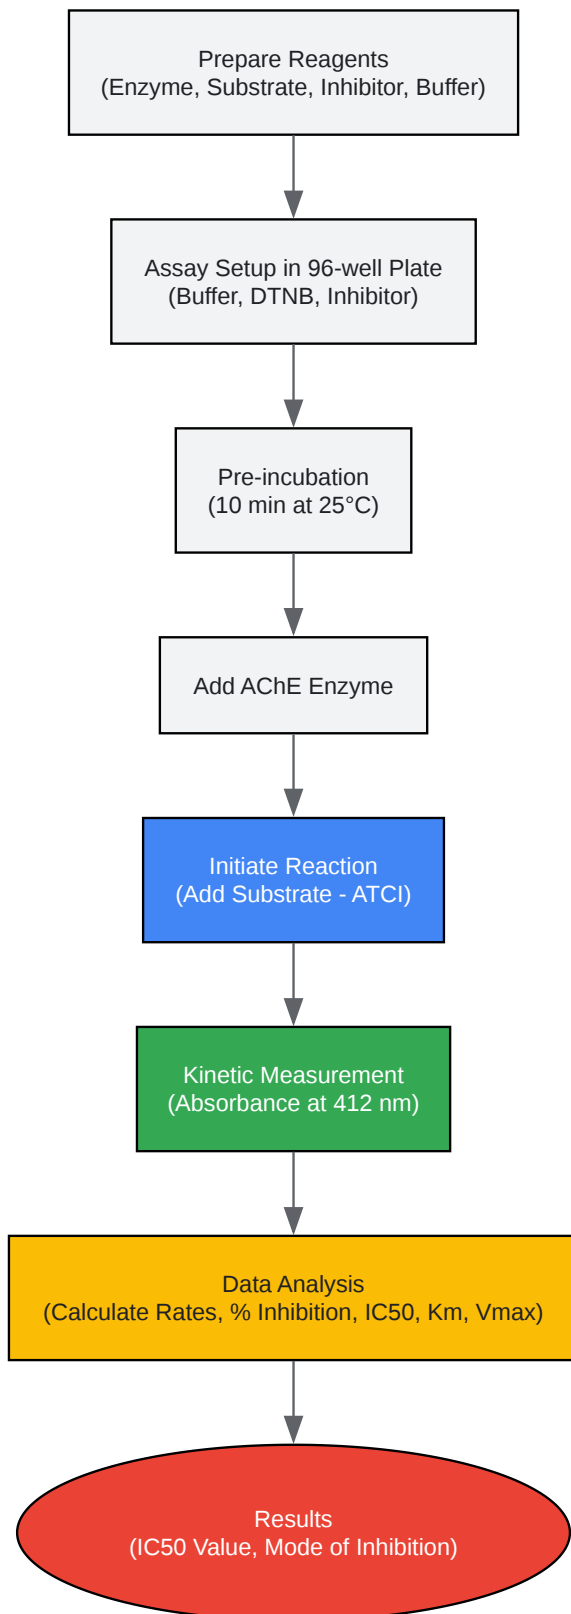 Prepare Reagents
(Enzyme, Substrate, Inhibitor, Buffer)
Assay Setup in 96-well Plate
(Buffer, DTNB, Inhibitor)
Pre-incubation
(10 min at 25°C)
Add AChE Enzyme
Initiate Reaction
(Add Substrate - ATCI)
Kinetic Measurement
(Absorbance at 412 nm)
Data Analysis
(Calculate Rates, % Inhibition, IC50, Km, Vmax)
Results
(IC50 Value, Mode of Inhibition)